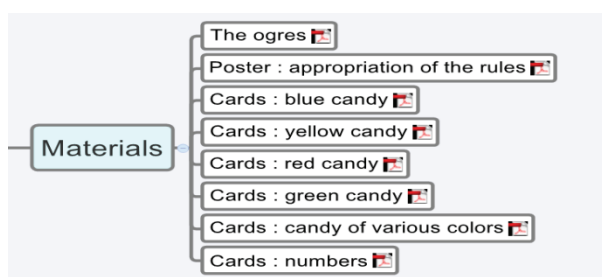 The ogres
Poster : appropriation of the rules
Cards : blue candy
Cards : yellow candy
Materials
Cards : red candy
Cards : green candy
Cards : candy of various colors
Cards : numbers